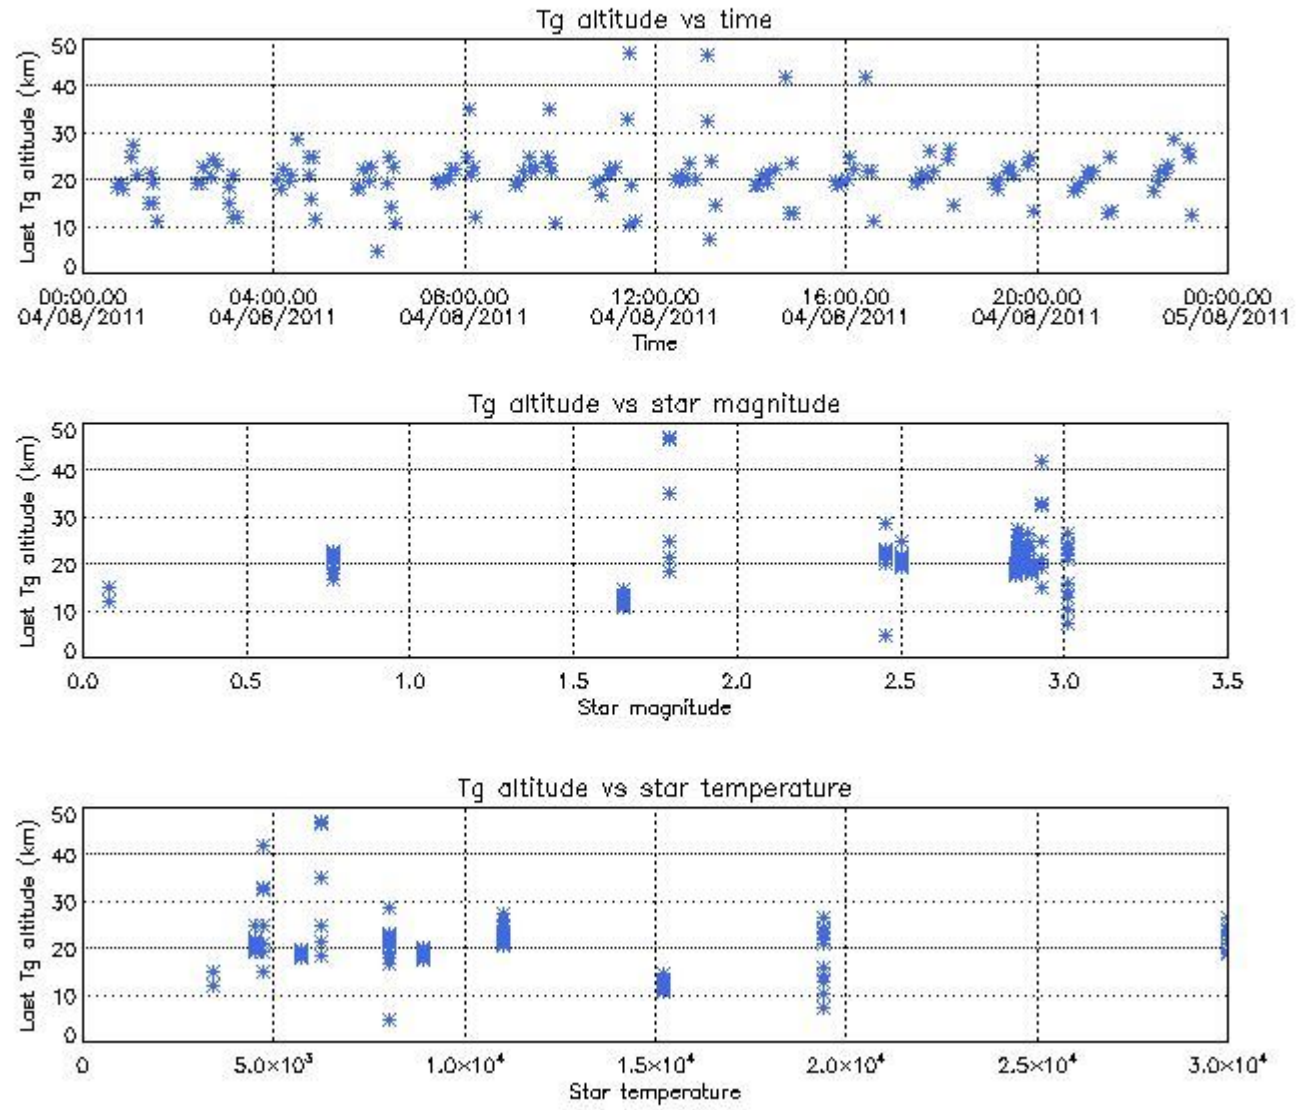 Tg altitude vs time
50
40
30
20
10
0
Last Tg altitude (km)
00:00.00 04:00.00 08:00.00 12:00.00 16:00.00 20:00.00 00:00.00
04/08/2011 04/08/2011 04/08/2011 04/08/2011 04/08/2011 04/08/2011 05/08/2011
Time
Tg altitude vs star magnitude
50
40
30
20
10
0
Last Tg altitude (km)
0.0 0.5 1.0 1.5 2.0 2.5 3.0 3.5
Star magnitude
Tg altitude vs star temperature
50
40
30
20
10
0
Last Tg altitude (km)
0 5.0×10³ 1.0×10⁴ 1.5×10⁴ 2.0×10⁴ 2.5×10⁴ 3.0×10⁴
Star temperature